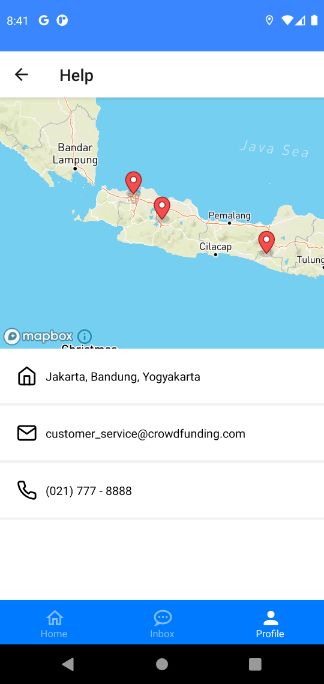 8:41
Help
Java Sea
Bandar
Lampung
Pemalang
Cilacap
Tulung
mapbox
Christmas
Jakarta, Bandung, Yogyakarta
customer_service@crowdfunding.com
(021) 777 - 8888
Home
Inbox
Profile